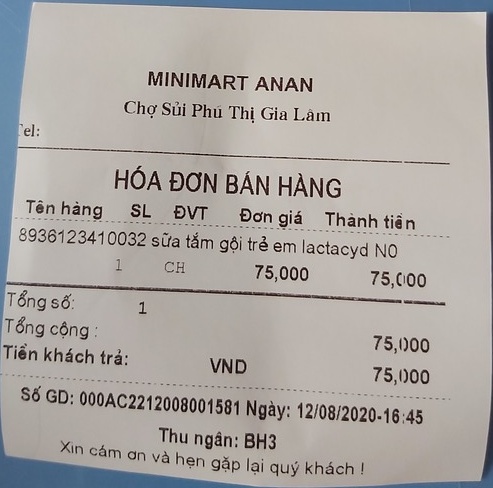 MINIMART ANAN
Chợ Sủi Phú Thị Gia Lâm
Tel:
HÓA ĐƠN BÁN HÀNG
Tên hàng SL ĐVT Đơn giá Thành tiền
8936123410032 sữa tắm gội trẻ em lactacyd N0
1 CH 75,000 75,000
Tổng số: 1
Tổng cộng : 75,000
Tiền khách trả: VND 75,000
Số GD: 000AC2212008001581 Ngày: 12/08/2020-16:45
Thu ngân: BH3
Xin cám ơn và hẹn gặp lại quý khách !